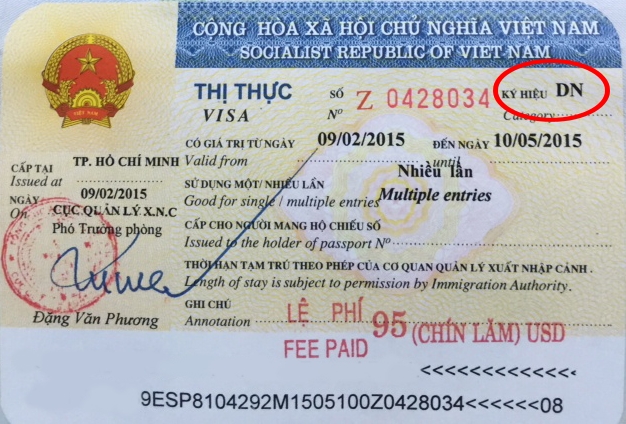 CỘNG HÒA XÃ HỘI CHỦ NGHĨA VIỆT NAM
SOCIALIST REPUBLIC OF VIET NAM
THỊ THỰC
VISA
SỐ
Nº
Z 0428034
KÝ HIỆU DN
Category
CÓ GIÁ TRỊ TỪ NGÀY 09/02/2015 ĐẾN NGÀY 10/05/2015
Valid from until
Nhiều lần
SỬ DỤNG MỘT/ NHIỀU LẦN
Good for single / multiple entries Multiple entries
CẤP CHO NGƯỜI MANG HỘ CHIẾU SỐ
Issued to the holder of passport Nº
THỜI HẠN TẠM TRÚ THEO PHÉP CỦA CƠ QUAN QUẢN LÝ XUẤT NHẬP CẢNH .
Length of stay is subject to permission by Immigration Authority.
GHI CHÚ
Annotation
LỆ PHÍ 95 (CHÍN LĂM) USD
FEE PAID
CẤP TẠI TP. HỒ CHÍ MINH
Issued at
NGÀY 09/02/2015
On
CỤC QUẢN LÝ X.N.C
Phó Trưởng phòng
Đặng Văn Phương
VIỆT NAM
<<<<<<<<<<<<<
9ESP8104292M1505100Z0428034<<<<<<08